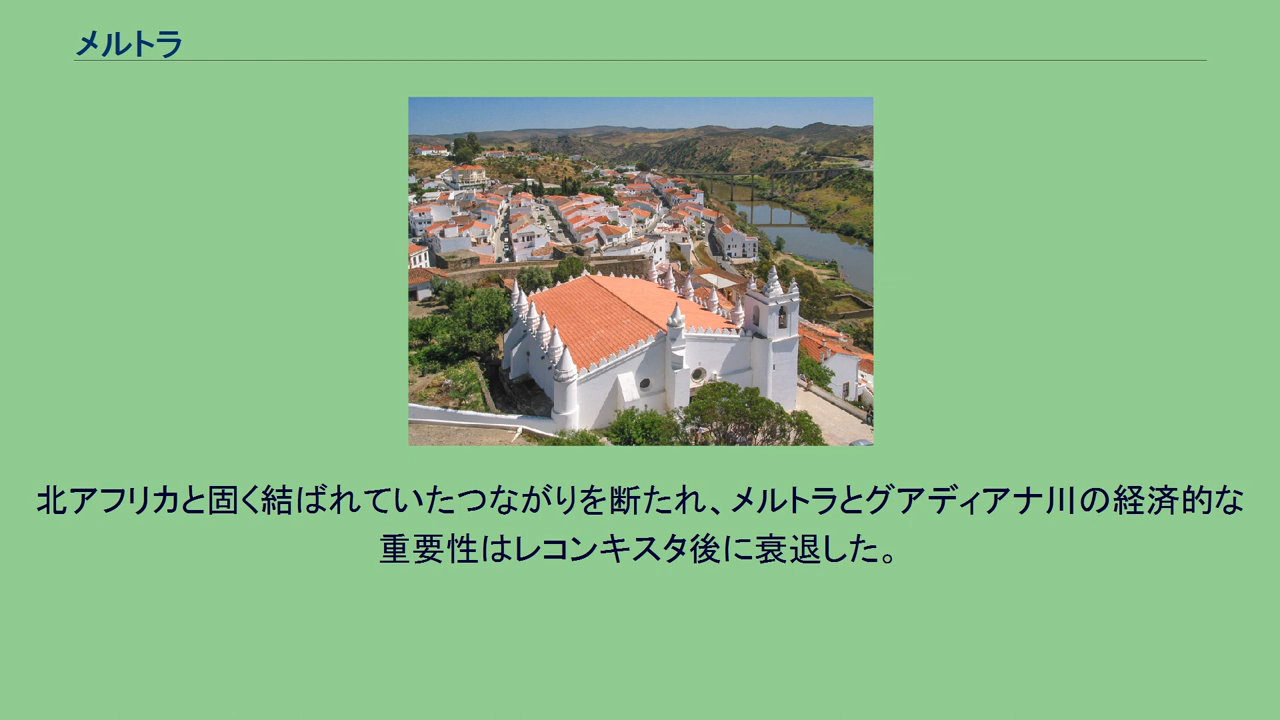 メルトラ
北アフリカと固く結ばれていたつながりを断たれ、メルトラとグアディアナ川の経済的な
重要性はレコンキスタ後に衰退した。